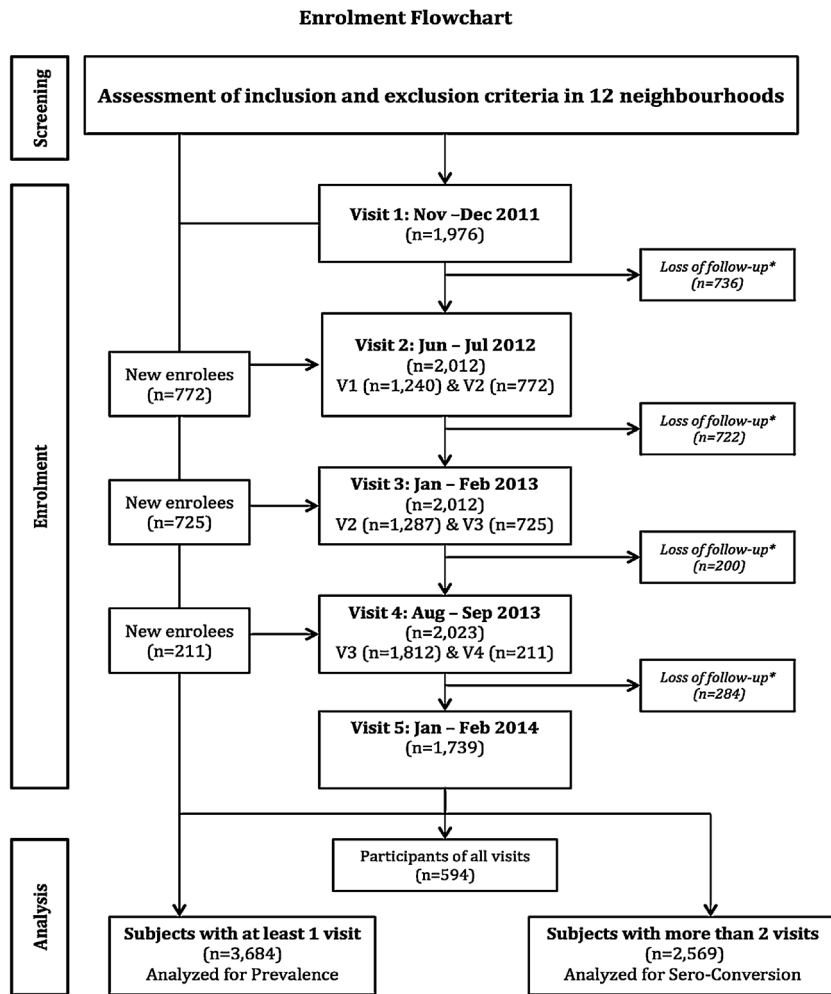 Enrolment Flowchart
Screening
Assessment of inclusion and exclusion criteria in 12 neighbourhoods
Enrolment
Visit 1: Nov –Dec 2011
(n=1,976)
Loss of follow-up*
(n=736)
Visit 2: Jun – Jul 2012
(n=2,012)
V1 (n=1,240) & V2 (n=772)
New enrolees
(n=772)
Loss of follow-up*
(n=722)
Visit 3: Jan – Feb 2013
(n=2,012)
V2 (n=1,287) & V3 (n=725)
New enrolees
(n=725)
Loss of follow-up*
(n=200)
Visit 4: Aug – Sep 2013
(n=2,023)
V3 (n=1,812) & V4 (n=211)
New enrolees
(n=211)
Loss of follow-up*
(n=284)
Visit 5: Jan – Feb 2014
(n=1,739)
Analysis
Participants of all visits
(n=594)
Subjects with at least 1 visit
(n=3,684)
Analyzed for Prevalence
Subjects with more than 2 visits
(n=2,569)
Analyzed for Sero-Conversion